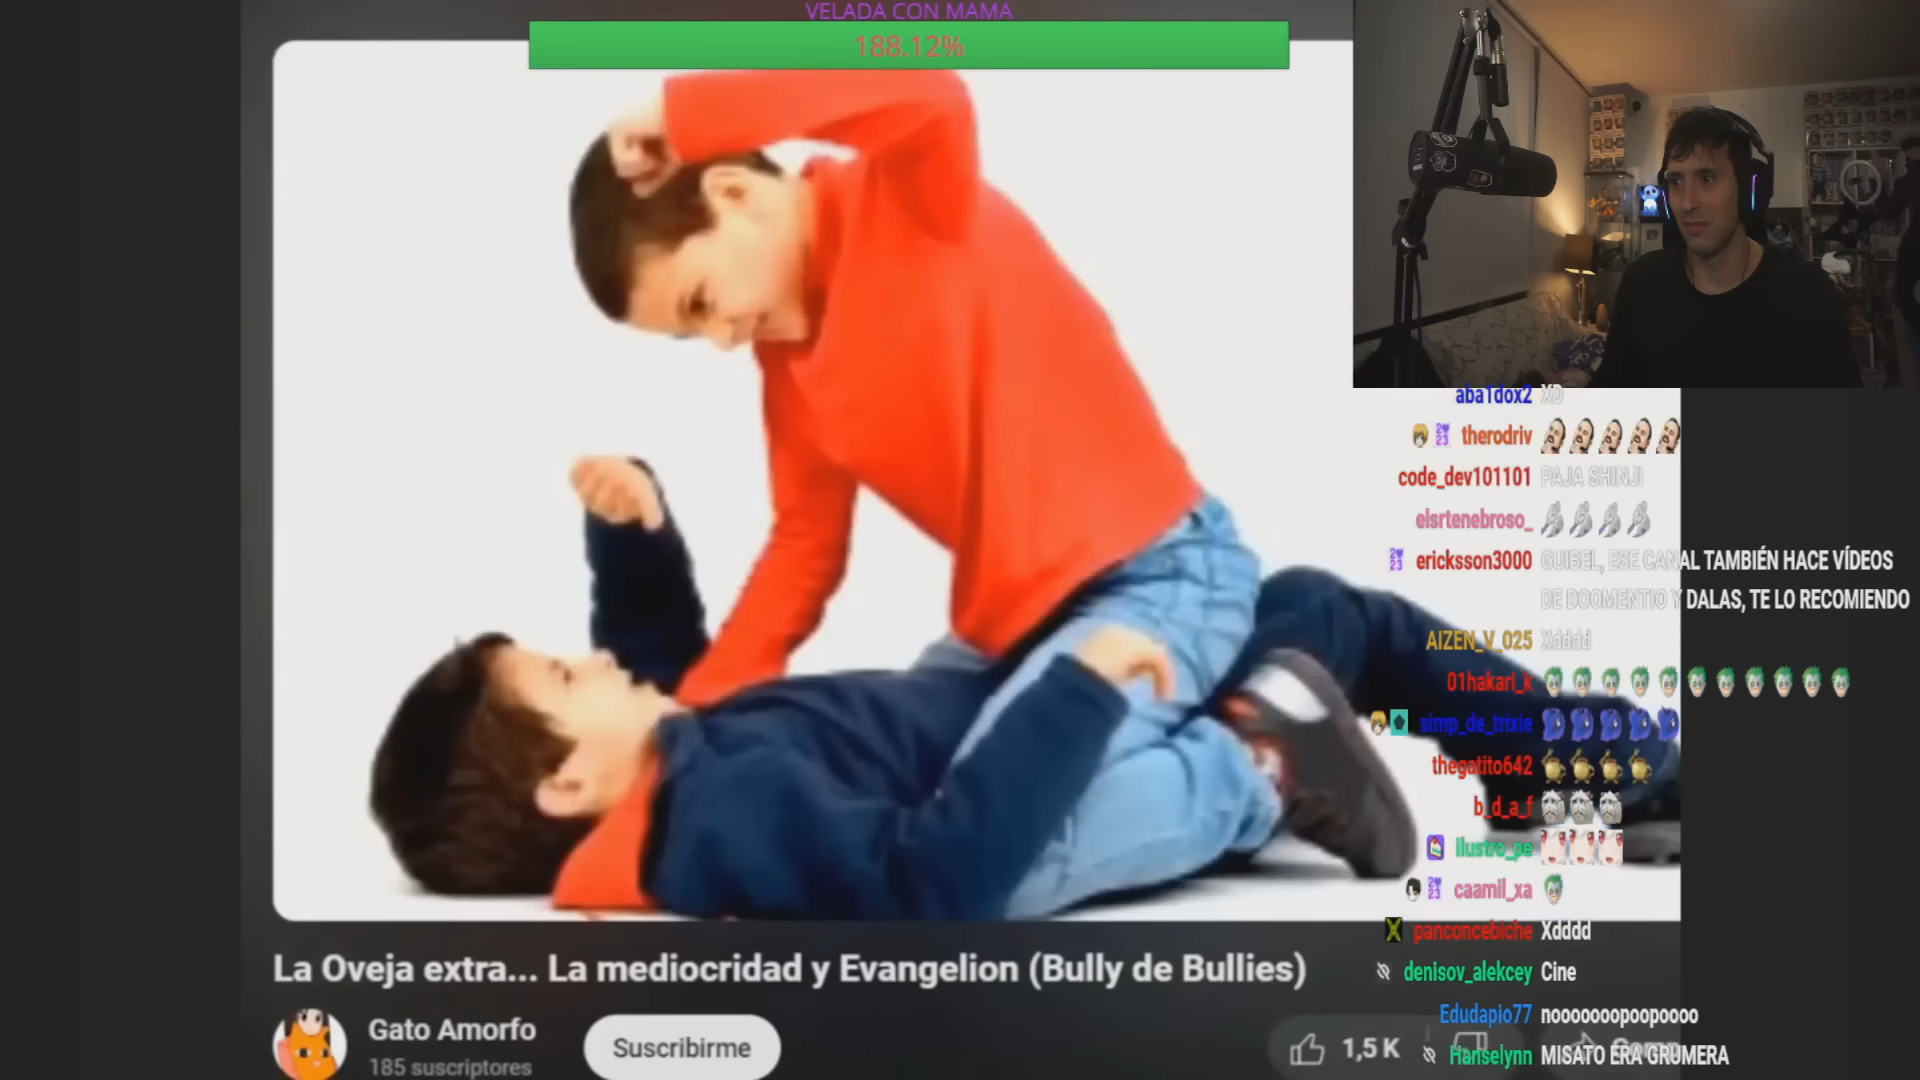 VELADA CON MAMA
188.12%
aba1dox2 XD
therodriv
code_dev101101 PAJA SHINJI
elsrtenebroso_
ericksson3000 GUIBEL, ESE CANAL TAMBIÉN HACE VÍDEOS
DE DOOMENTIO Y DALAS, TE LO RECOMIENDO
AIZEN_V_025 Xdddd
01hakari_k
simp_de_trixie
thegatito642
b_d_a_f
Ilustro_pe
caamil_xa
panconcebiche Xdddd
denisov_alekcey Cine
Edudapio77 nooooooopoopoooo
Hanselynn MISATO ERA GRUMERA
La Oveja extra... La mediocridad y Evangelion (Bully de Bullies)
Gato Amorfo
185 suscriptores
Suscribirme
1,5 K